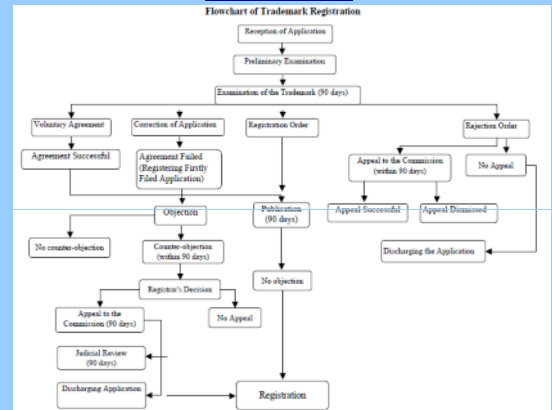 Flowchart of Trademark Registration
Reception of Application
Preliminary Examination
Examination of the Trademark (90 days)
Voluntary Agreement
Correction of Application
Registration Order
Rejection Order
Agreement Successful
Agreement Failed
(Registering Firstly
Filed Application)
Appeal to the Commission
(within 90 days)
No Appeal
Objection
Publication
(90 days)
Appeal Successful
Appeal Dismissed
No counter-objection
Counter-objection
(within 90 days)
Discharging the Application
No objection
Registrar's Decision
Appeal to the
Commission (90 days)
No Appeal
Judicial Review
(90 days)
Discharging Application
Registration